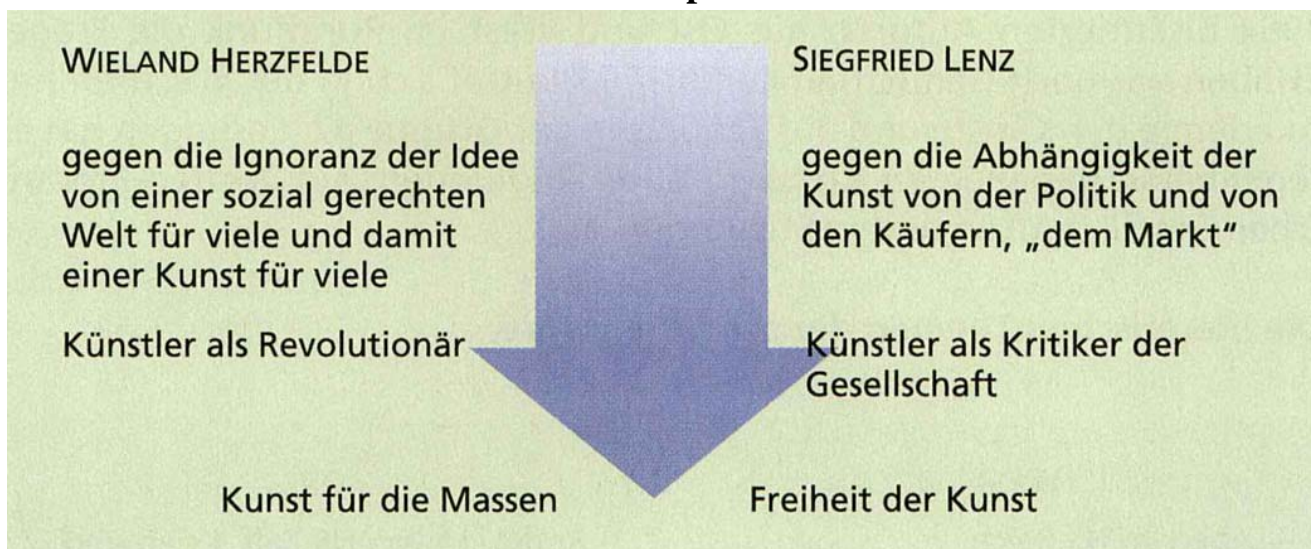 WIELAND HERZFELDE
gegen die Ignoranz der Idee
von einer sozial gerechten
Welt für viele und damit
einer Kunst für viele
Künstler als Revolutionär
Kunst für die Massen
SIEGFRIED LENZ
gegen die Abhängigkeit der
Kunst von der Politik und von
den Käufern, „dem Markt“
Künstler als Kritiker der
Gesellschaft
Freiheit der Kunst